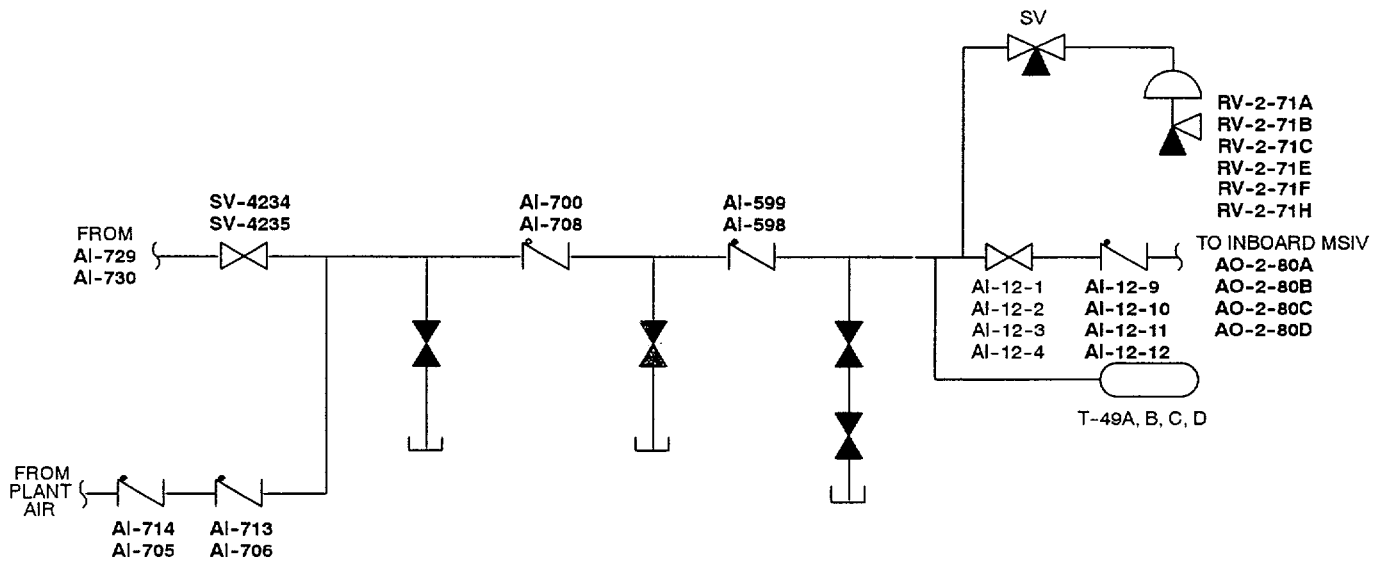 SV
RV-2-71A
RV-2-71B
RV-2-71C
RV-2-71E
RV-2-71F
RV-2-71H
SV-4234
SV-4235
AI-700
AI-708
AI-599
AI-598
FROM
AI-729
AI-730
TO INBOARD MSIV
AO-2-80A
AO-2-80B
AO-2-80C
AO-2-80D
AI-12-1
AI-12-2
AI-12-3
AI-12-4
AI-12-9
AI-12-10
AI-12-11
AI-12-12
T-49A, B, C, D
FROM
PLANT
AIR
AI-714
AI-705
AI-713
AI-706